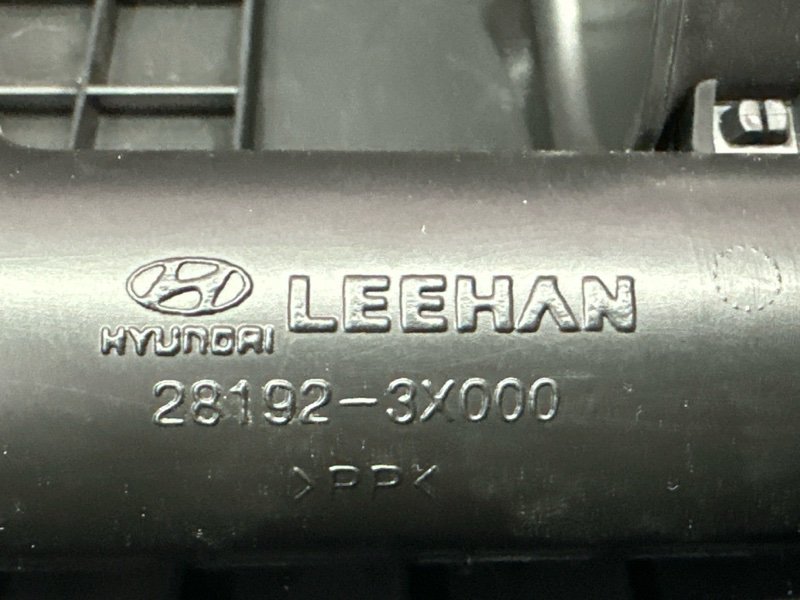 HYUNDAI LEEHAN
28192-3X000
>PP<